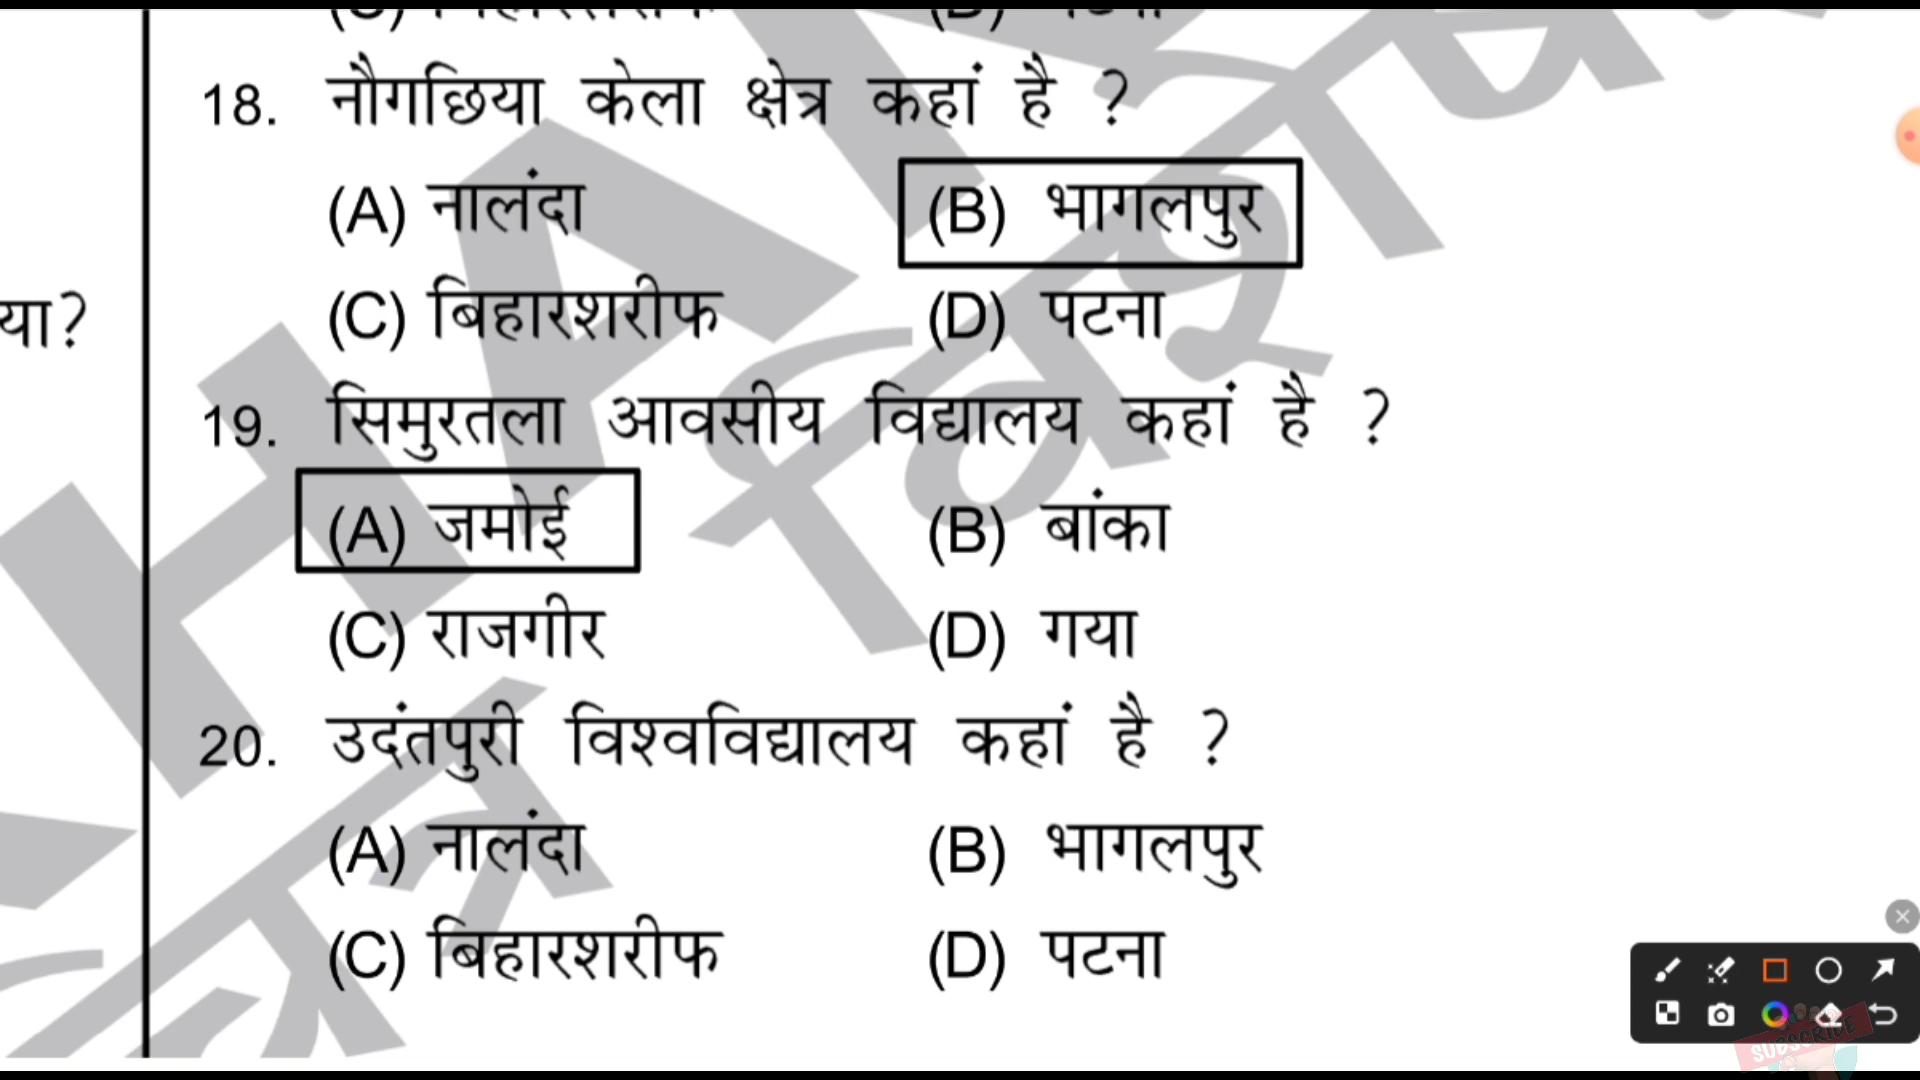 18. नौगछिया केला क्षेत्र कहां है ?
(A) नालंदा (B) भागलपुर
(C) बिहारशरीफ (D) पटना
या?
19. सिमुरतला आवसीय विद्यालय कहां है ?
(A) जमोई (B) बांका
(C) राजगीर (D) गया
20. उदंतपुरी विश्वविद्यालय कहां है ?
(A) नालंदा (B) भागलपुर
(C) बिहारशरीफ (D) पटना
SUBSCRIBE